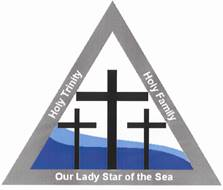 Holy Trinity
Holy Family
Our Lady Star of the Sea